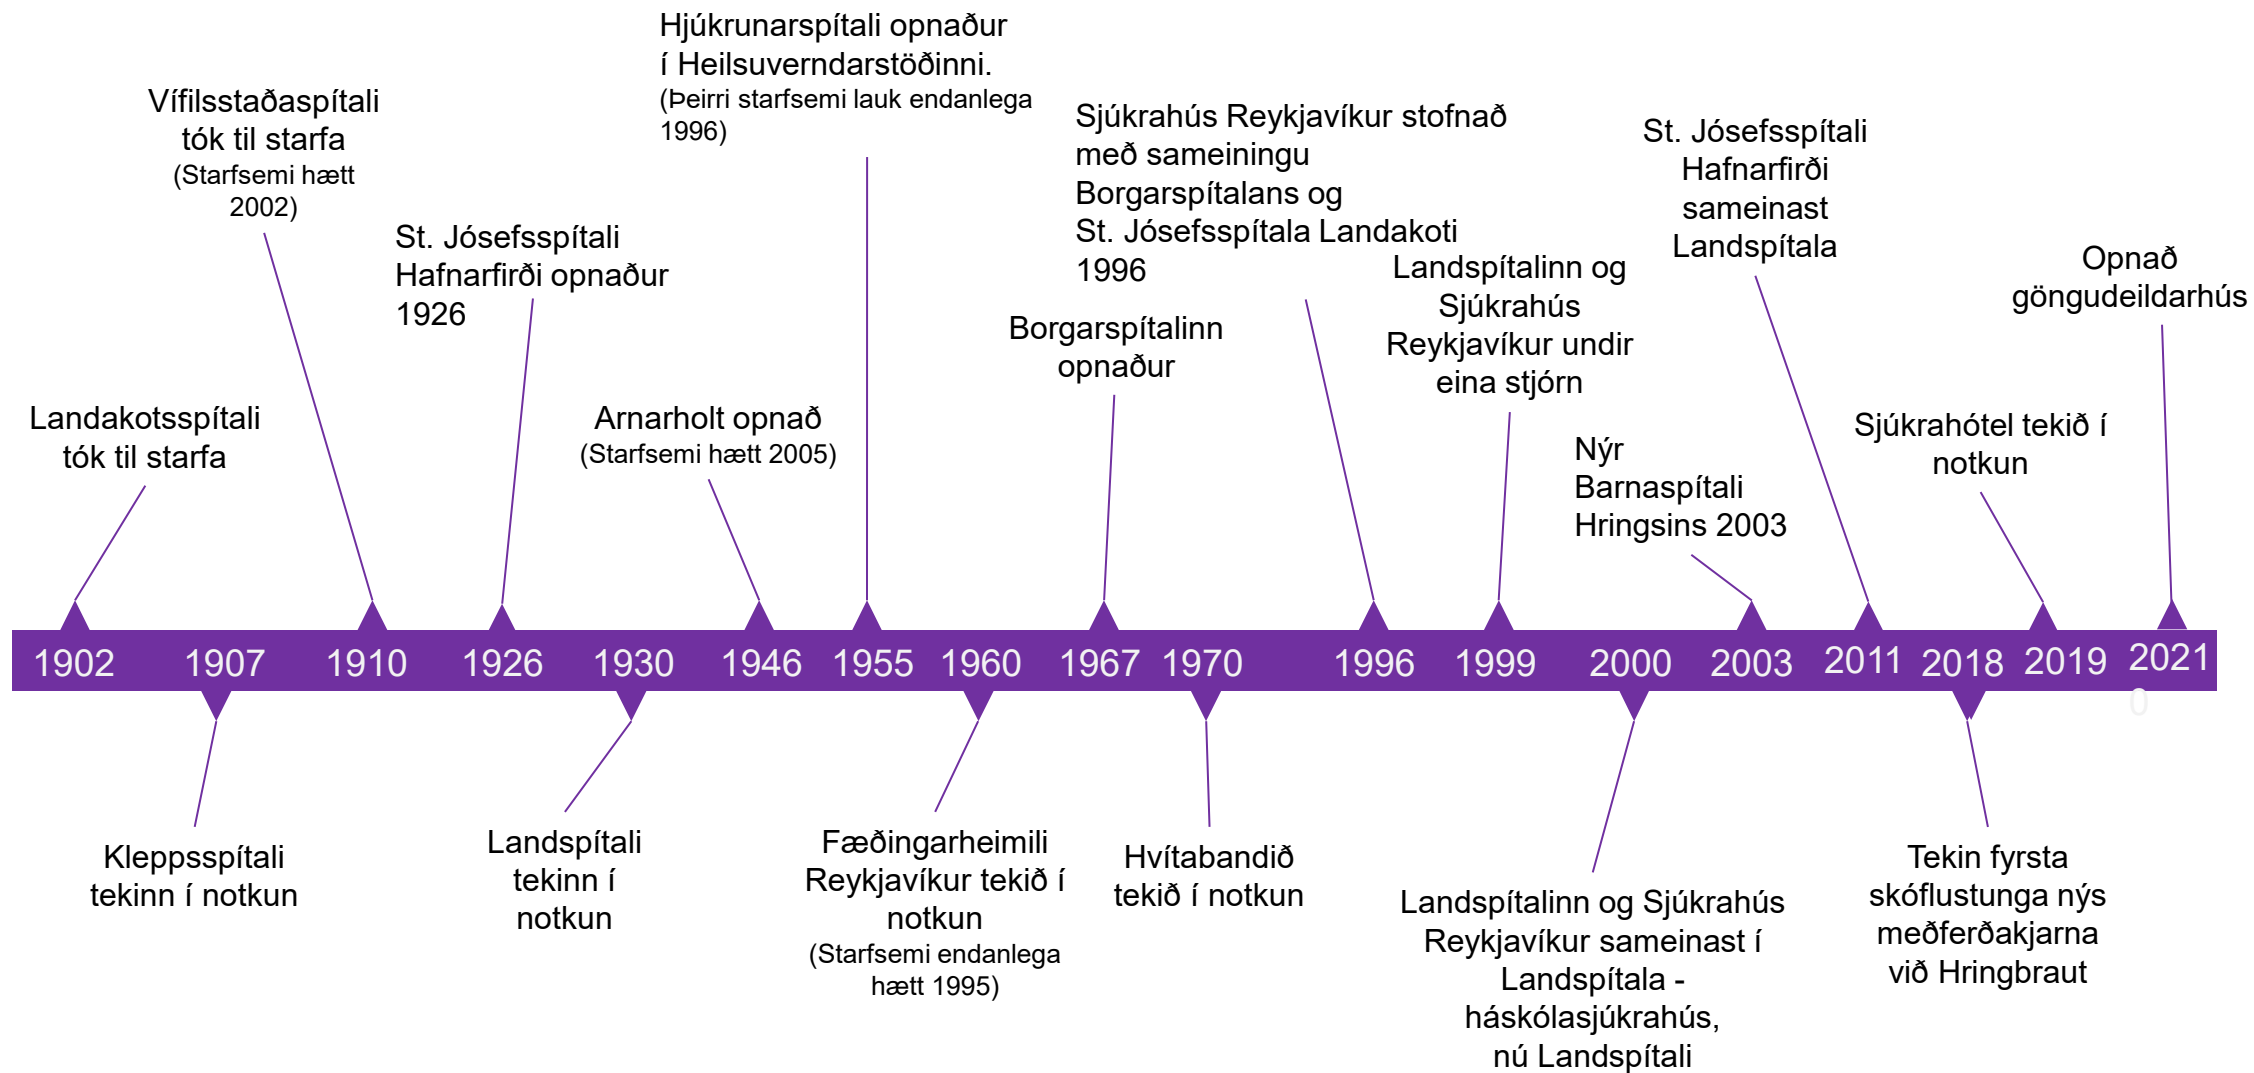 Hjúkrunarspítali opnaður
í Heilsuverndarstöðinni.
(Þeirri starfsemi lauk endanlega
1996)
Vífilsstaðaspítali
tók til starfa
(Starfsemi hætt
2002)
Sjúkrahús Reykjavíkur stofnað
með sameiningu
Borgarspítalans og
St. Jósefsspítala Landakoti
1996
St. Jósefsspítali
Hafnarfirði
sameinast
Landspítala
St. Jósefsspítali
Hafnarfirði opnaður
1926
Landspítalinn og
Sjúkrahús
Reykjavíkur undir
eina stjórn
Opnað
göngudeildarhús
Borgarspítalinn
opnaður
Landakotsspítali
tók til starfa
Arnarholt opnað
(Starfsemi hætt 2005)
Nýr
Barnaspítali
Hringsins 2003
Sjúkrahótel tekið í
notkun
1902
1907
1910
1926
1930
1946
1955
1960
1967
1970
1996
1999
2000
2003
2011
2018
2019
2021
0
Kleppsspítali
tekinn í notkun
Landspítali
tekinn í
notkun
Fæðingarheimili
Reykjavíkur tekið í
notkun
(Starfsemi endanlega
hætt 1995)
Hvítabandið
tekið í notkun
Landspítalinn og Sjúkrahús
Reykjavíkur sameinast í
Landspítala -
háskólasjúkrahús,
nú Landspítali
Tekin fyrsta
skóflustunga nýs
meðferðakjarna
við Hringbraut